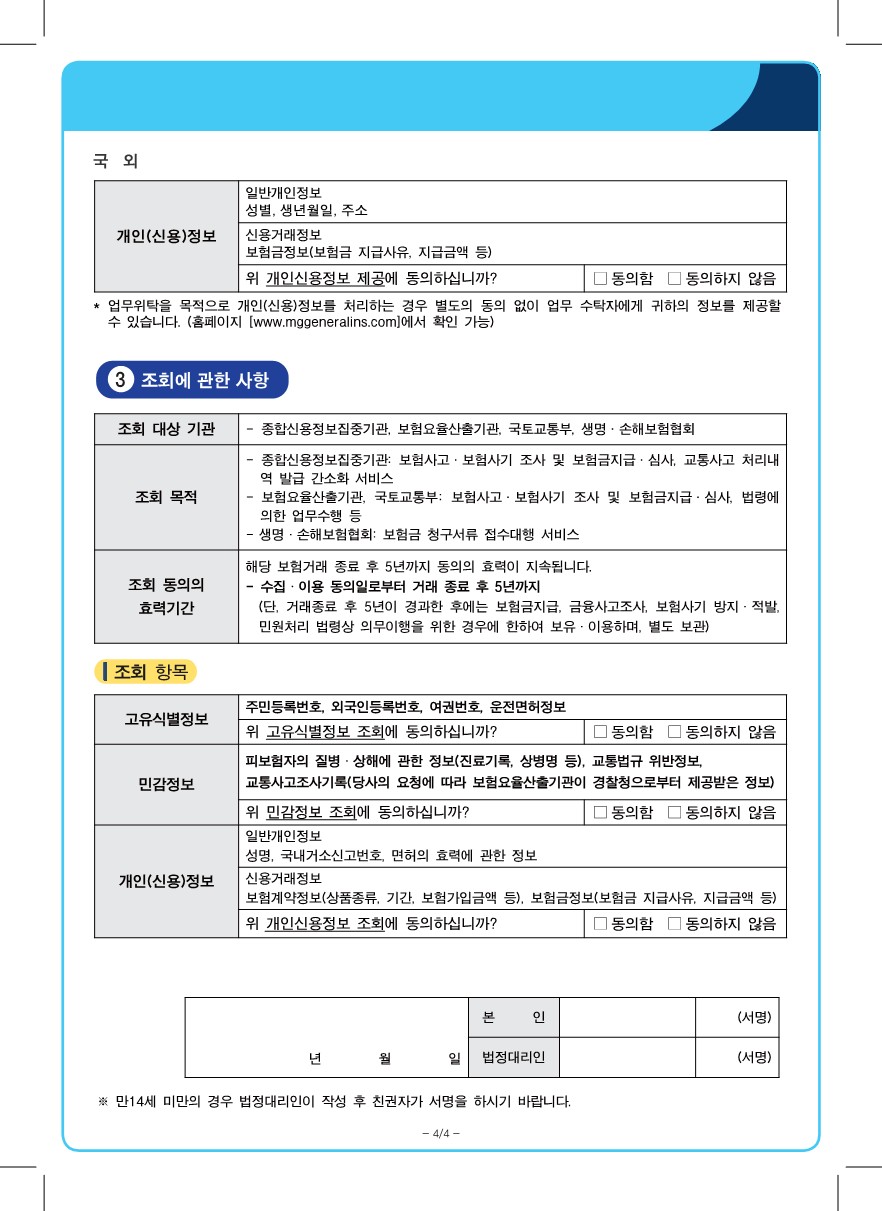 국 외
개인(신용)정보
일반개인정보
성별, 생년월일, 주소
신용거래정보
보험금정보(보험금 지급사유, 지급금액 등)
위 개인신용정보 제공에 동의하십니까?
□ 동의함 □ 동의하지 않음
* 업무위탁을 목적으로 개인(신용)정보를 처리하는 경우 별도의 동의 없이 업무 수탁자에게 귀하의 정보를 제공할
수 있습니다. (홈페이지 [www.mggeneralins.com]에서 확인 가능)
3 조회에 관한 사항
조회 대상 기관
- 종합신용정보집중기관, 보험요율산출기관, 국토교통부, 생명·손해보험협회
조회 목적
- 종합신용정보집중기관: 보험사고·보험사기 조사 및 보험금지급·심사, 교통사고 처리내
역 발급 간소화 서비스
- 보험요율산출기관, 국토교통부: 보험사고·보험사기 조사 및 보험금지급·심사, 법령에
의한 업무수행 등
- 생명·손해보험협회: 보험금 청구서류 접수대행 서비스
조회 동의의
효력기간
해당 보험거래 종료 후 5년까지 동의의 효력이 지속됩니다.
- 수집·이용 동의일로부터 거래 종료 후 5년까지
(단, 거래종료 후 5년이 경과한 후에는 보험금지급, 금융사고조사, 보험사기 방지·적발,
민원처리 법령상 의무이행을 위한 경우에 한하여 보유·이용하며, 별도 보관)
조회 항목
고유식별정보
주민등록번호, 외국인등록번호, 여권번호, 운전면허정보
위 고유식별정보 조회에 동의하십니까?
□ 동의함 □ 동의하지 않음
민감정보
피보험자의 질병·상해에 관한 정보(진료기록, 상병명 등), 교통법규 위반정보,
교통사고조사기록(당사의 요청에 따라 보험요율산출기관이 경찰청으로부터 제공받은 정보)
위 민감정보 조회에 동의하십니까?
□ 동의함 □ 동의하지 않음
개인(신용)정보
일반개인정보
성명, 국내거소신고번호, 면허의 효력에 관한 정보
신용거래정보
보험계약정보(상품종류, 기간, 보험가입금액 등), 보험금정보(보험금 지급사유, 지급금액 등)
위 개인신용정보 조회에 동의하십니까?
□ 동의함 □ 동의하지 않음
본 인
(서명)
년 월 일
법정대리인
(서명)
※ 만14세 미만의 경우 법정대리인이 작성 후 친권자가 서명을 하시기 바랍니다.
- 4/4 -